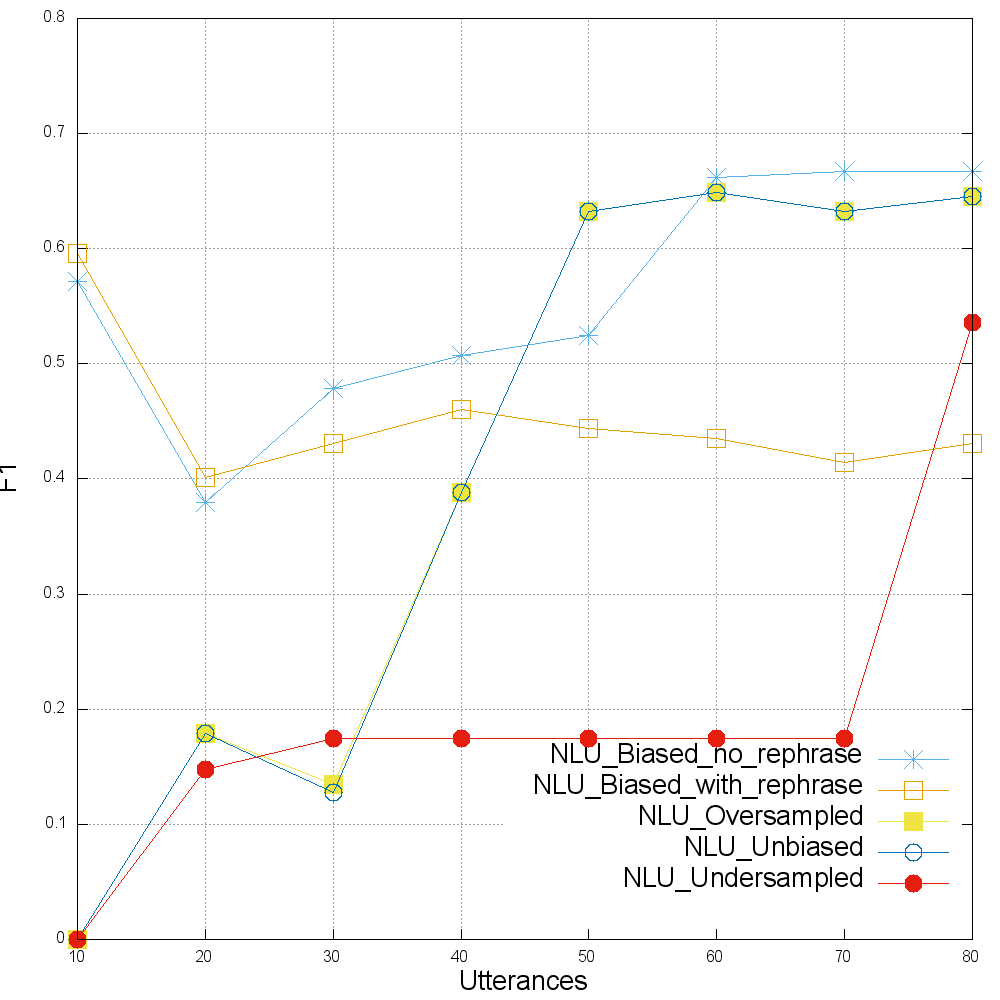 0.8
0.7
0.6
0.5
0.4
0.3
0.2
0.1
0
F1
10 20 30 40 50 60 70 80
Utterances
NLU_Biased_no_rephrase
NLU_Biased_with_rephrase
NLU_Oversampled
NLU_Unbiased
NLU_Undersampled